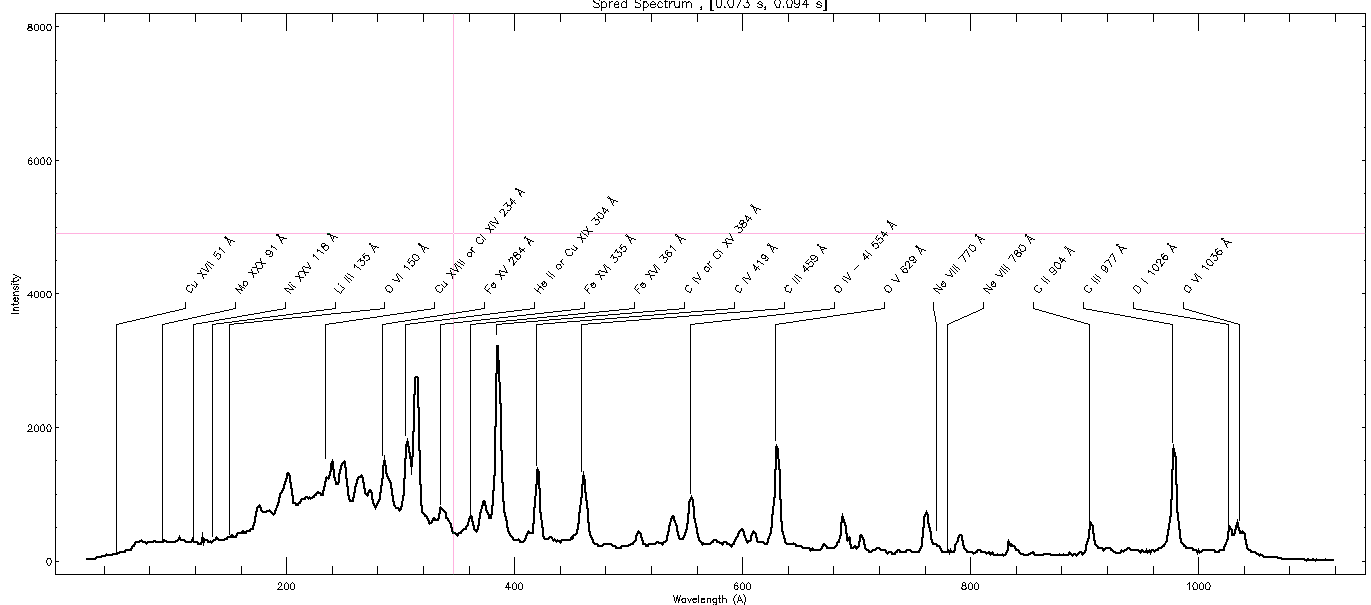 Spred Spectrum , [0.073 s, 0.094 s]
8000
6000
4000
2000
0
Intensity
Cu XVII 51 Å
Mo XXX 91 Å
Ni XXV 118 Å
Li III 135 Å
O VI 150 Å
Cu XVIII or Cl XIV 234 Å
Fe XV 284 Å
He II or Cu XIX 304 Å
Fe XVI 335 Å
Fe XVI 361 Å
C IV or Cl XV 384 Å
C IV 419 Å
C III 459 Å
O IV - 4l 554 Å
O V 629 Å
Ne VIII 770 Å
Ne VIII 780 Å
C II 904 Å
C III 977 Å
D I 1026 Å
O VI 1036 Å
200
400
600
800
1000
Wavelength (A)